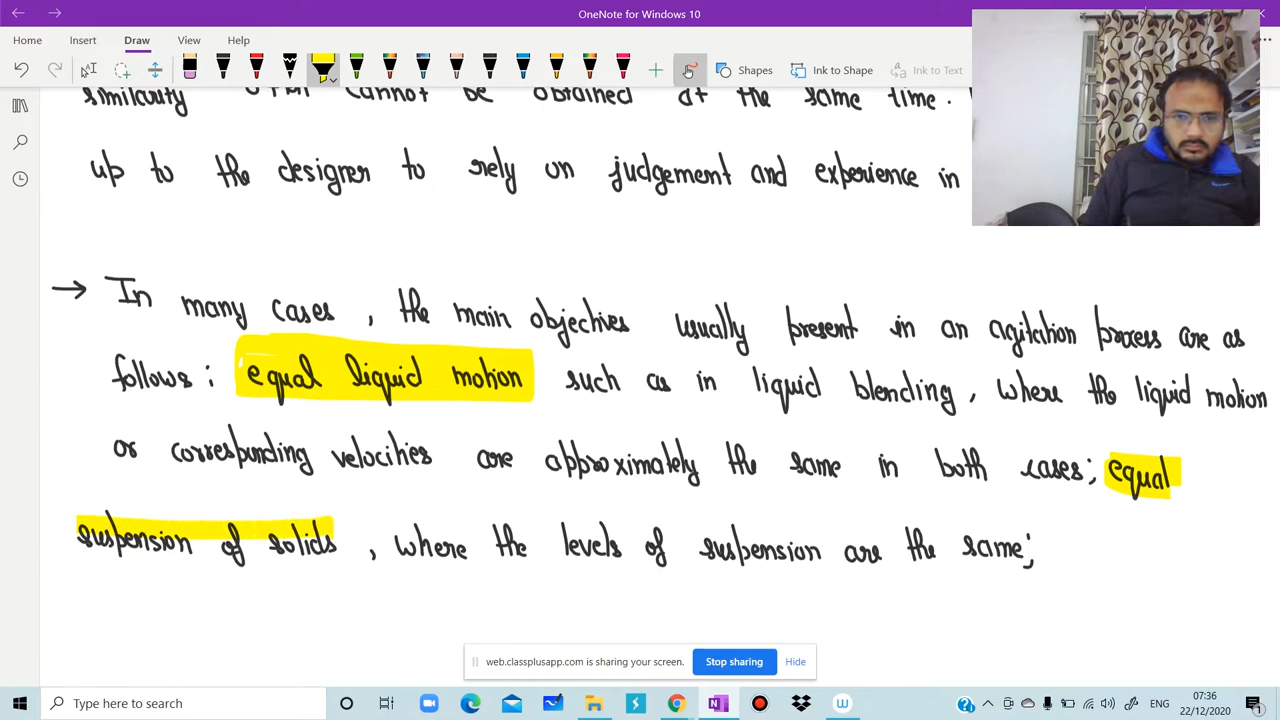 OneNote for Windows 10
Home Insert Draw View Help
Shapes Ink to Shape Ink to Text
similarity often cannot be obtained at the same time.
up to the designer to rely on judgement and experience in
→ In many cases, the main objectives usually present in an agitation process are as
follows: equal liquid motion such as in liquid blending, where the liquid motion
or corresponding velocities are approximately the same in both cases; equal
suspension of solids, where the levels of suspension are the same;
web.classplusapp.com is sharing your screen. Stop sharing Hide
Type here to search
ENG
07:36
22/12/2020